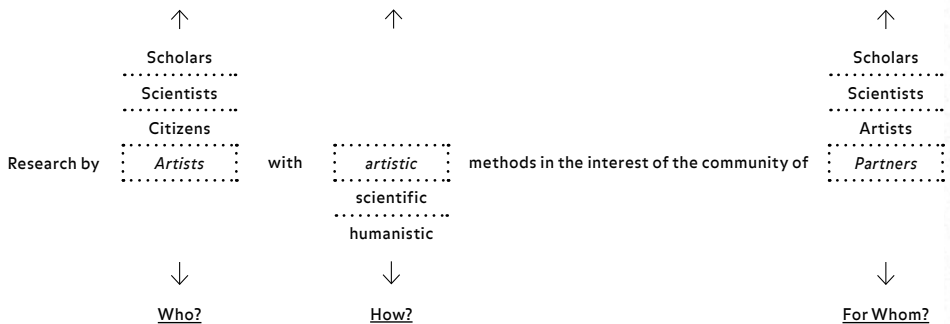 Scholars Scholars
Scientists Scientists
Citizens Artists
Research by Artists with artistic methods in the interest of the community of Partners
scientific
humanistic
Who? How? For Whom?